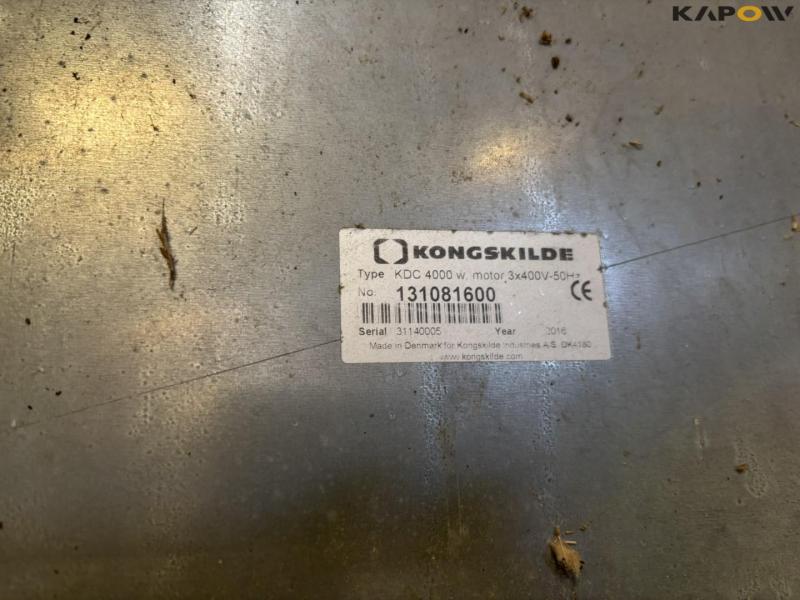 KAPOW
KONGSKILDE
Type KDC 4000 w. motor 3x400V-50Hz
No. 131081600
CE
Serial 31140005 Year 2016
Made in Denmark for Kongskilde Industries A/S. DK4180
www.kongskilde.com